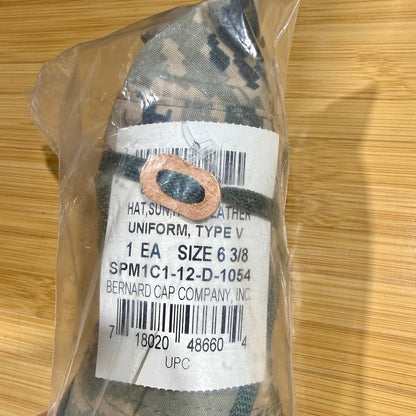 HAT,SUN,
UNIFORM, TYPE V
1 EA SIZE 6 3/8
SPM1C1-12-D-1054
BERNARD CAP COMPANY, INC.
7 18020 48660 4
UPC